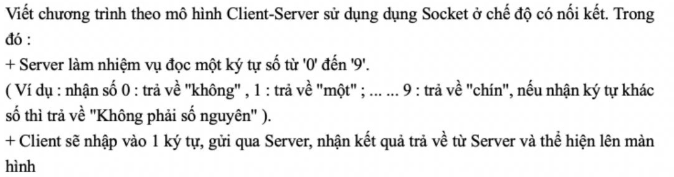 Viết chương trình theo mô hình Client-Server sử dụng dụng Socket ở chế độ có nối kết. Trong
đó :
+ Server làm nhiệm vụ đọc một ký tự số từ '0' đến '9'.
( Ví dụ : nhận số 0 : trả về "không" , 1 : trả về "một" ; ... ... 9 : trả về "chín", nếu nhận ký tự khác
số thì trả về "Không phải số nguyên" ).
+ Client sẽ nhập vào 1 ký tự, gửi qua Server, nhận kết quả trả về từ Server và thể hiện lên màn
hình